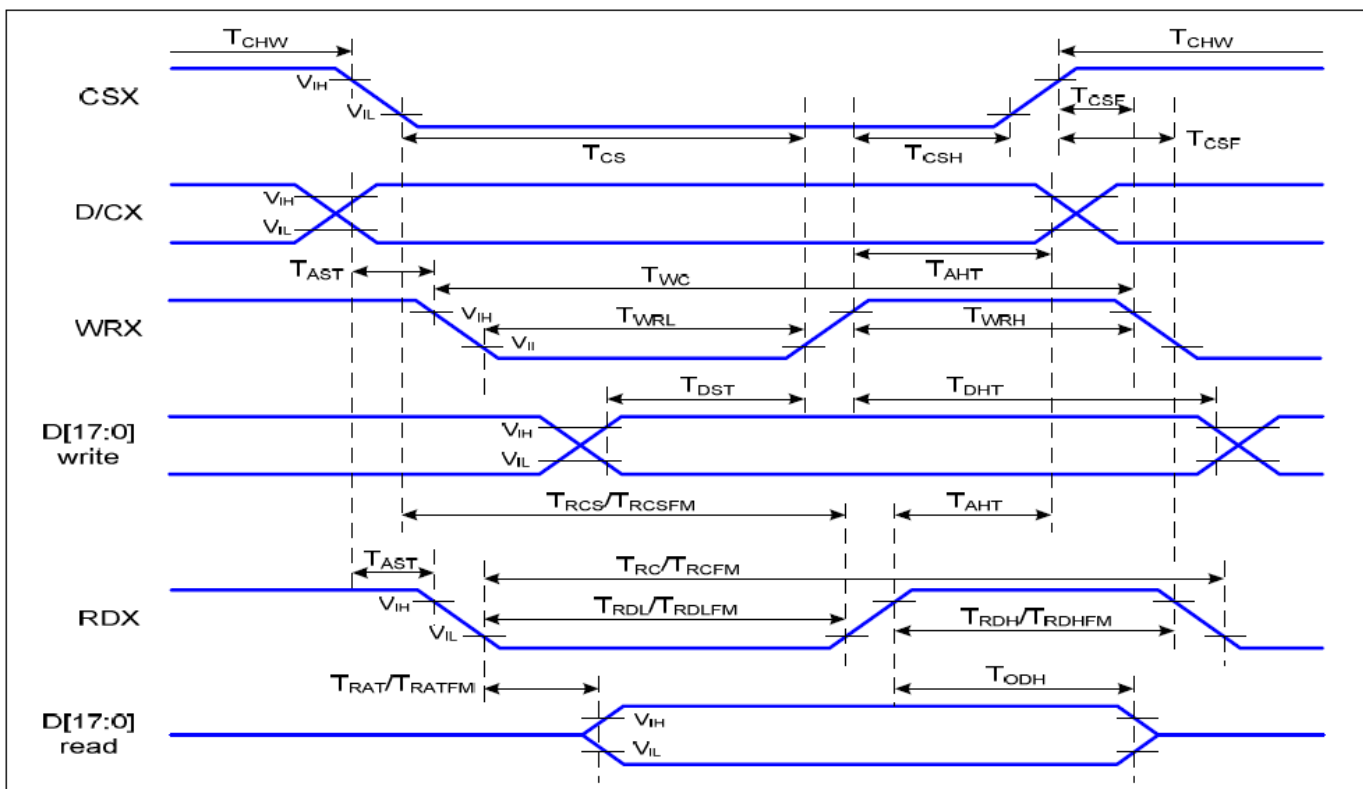 TCHW TCHW
VIH
CSX
TCSF
VIL
TCS TCSH TCSF
VIH
D/CX
VIL
TAST TWC TAHT
VIH
WRX TWRL TWRH
VIl
TDST TDHT
D[17:0] VIH
write VIL
TRCS/TRCSFM TAHT
TAST TRC/TRCFM
VIH
RDX TRDL/TRDLFM TRDH/TRDHFM
VIL
TRAT/TRATFM TODH
D[17:0] VIH
read VIL